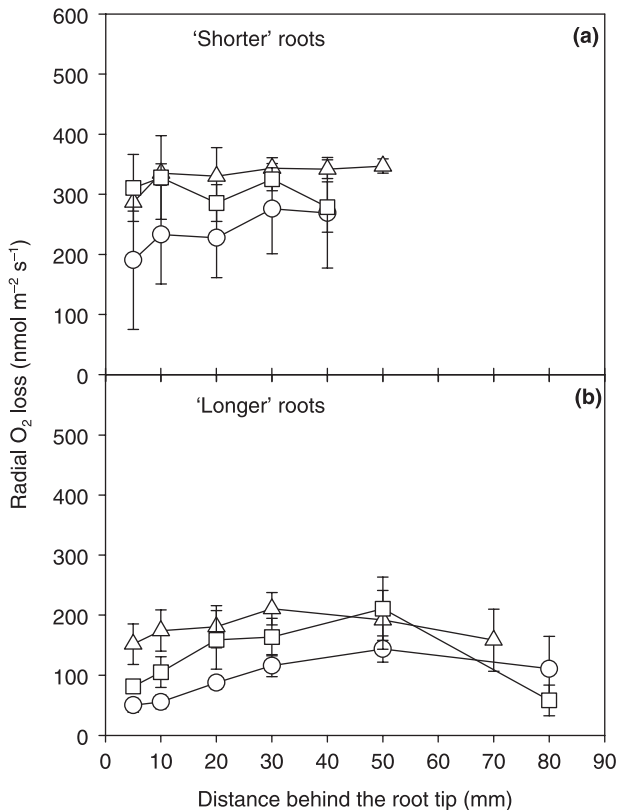 600
'Shorter' roots
(a)
500
400
300
200
100
0
'Longer' roots
(b)
500
400
300
200
100
0
0 10 20 30 40 50 60 70 80 90
Distance behind the root tip (mm)
Radial O₂ loss (nmol m⁻² s⁻¹)